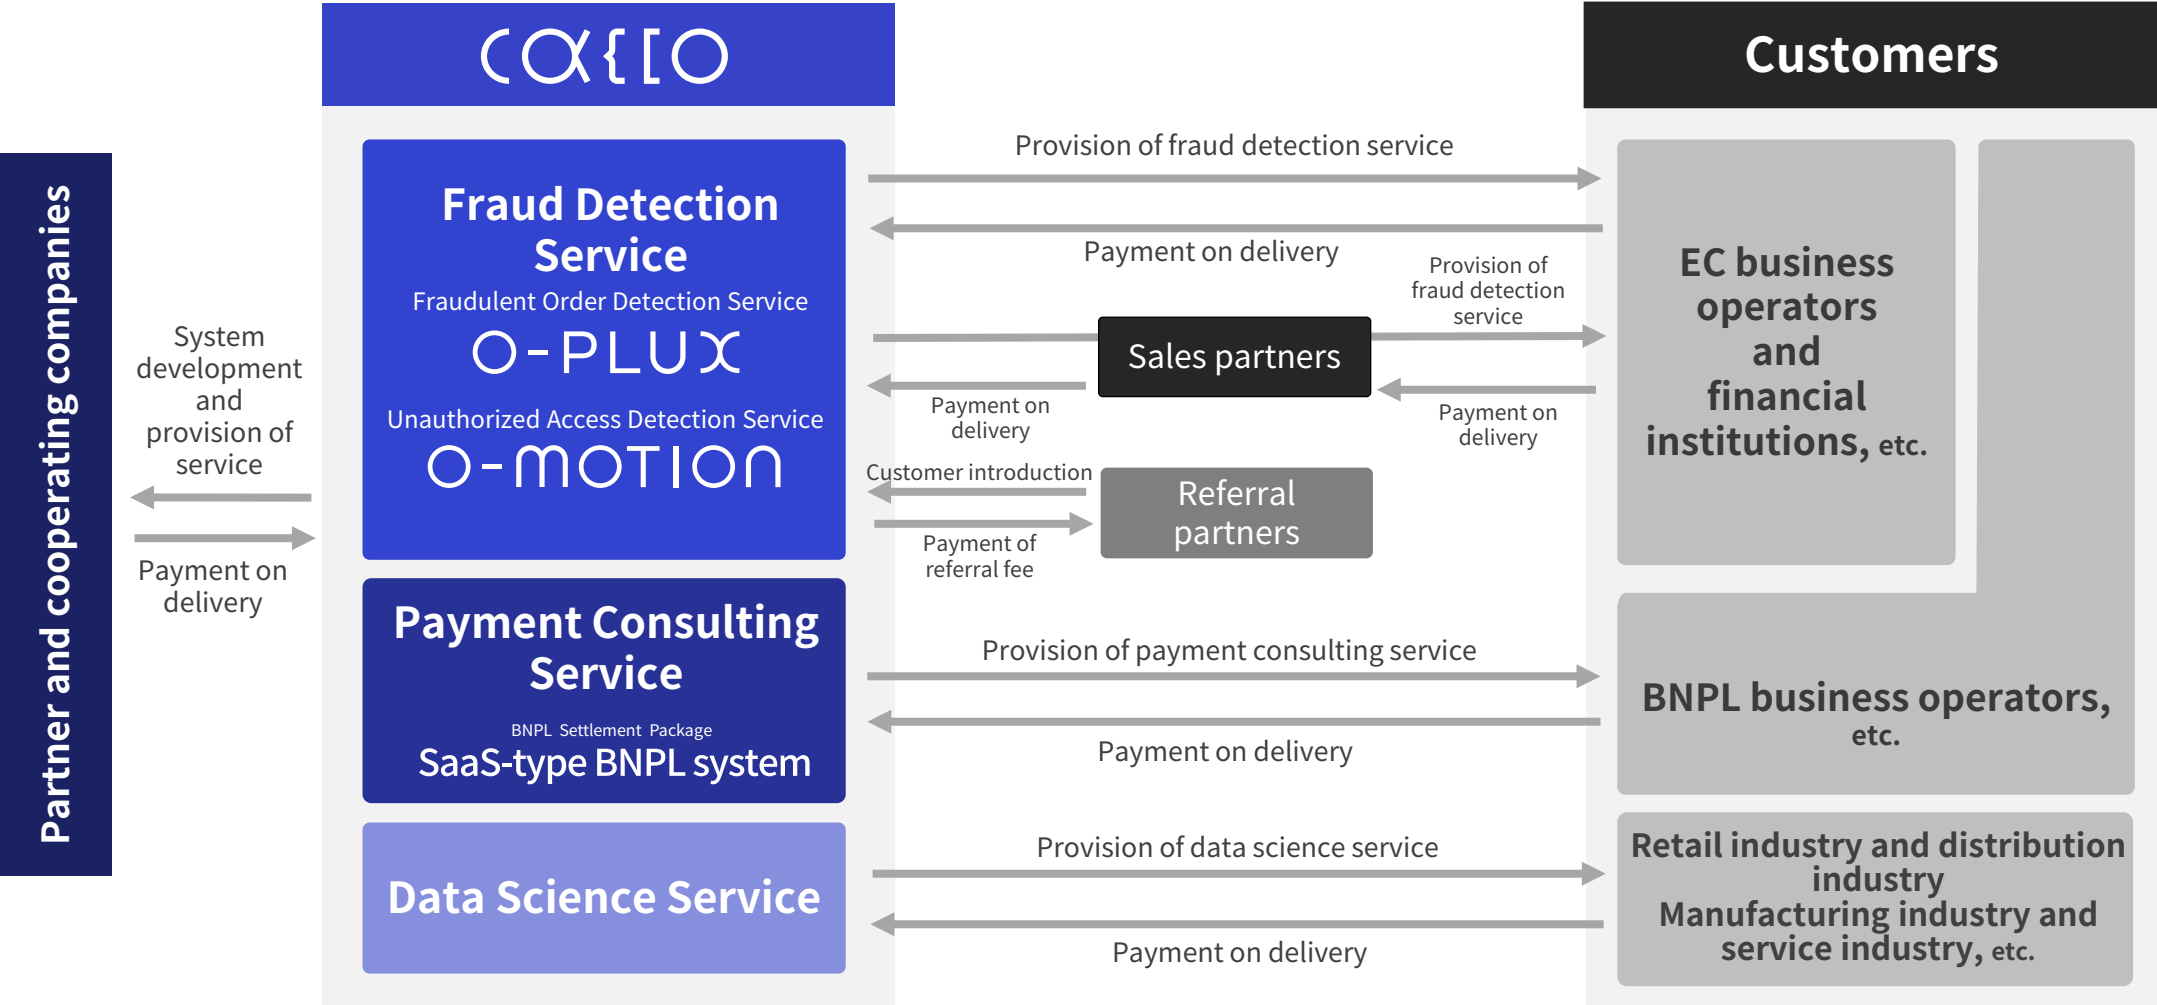 Partner and cooperating companies
System
development
and
provision of
service
Payment on
delivery
cacco
Fraud Detection
Service
Fraudulent Order Detection Service
O-PLUX
Unauthorized Access Detection Service
O-MOTION
Payment Consulting
Service
BNPL Settlement Package
SaaS-type BNPL system
Data Science Service
Provision of fraud detection service
Payment on delivery
Provision of
fraud detection
service
Sales partners
Payment on
delivery
Payment on
delivery
Customer introduction
Referral
partners
Payment of
referral fee
Provision of payment consulting service
Payment on delivery
Provision of data science service
Payment on delivery
Customers
EC business
operators
and
financial
institutions, etc.
BNPL business operators,
etc.
Retail industry and distribution
industry
Manufacturing industry and
service industry, etc.